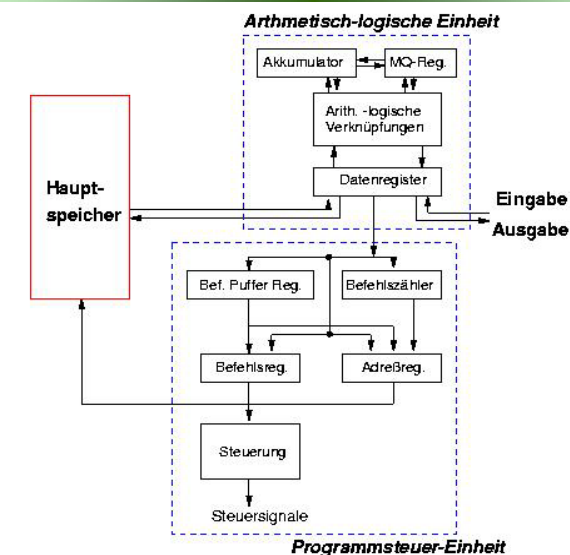 Arthmetisch-logische Einheit
Akkumulator
MQ-Reg.
Arith. -logische
Verknüpfungen
Datenregister
Haupt-
speicher
Eingabe
Ausgabe
Bef. Puffer Reg.
Befehlszähler
Befehlsreg.
Adreßreg.
Steuerung
Steuersignale
Programmsteuer-Einheit